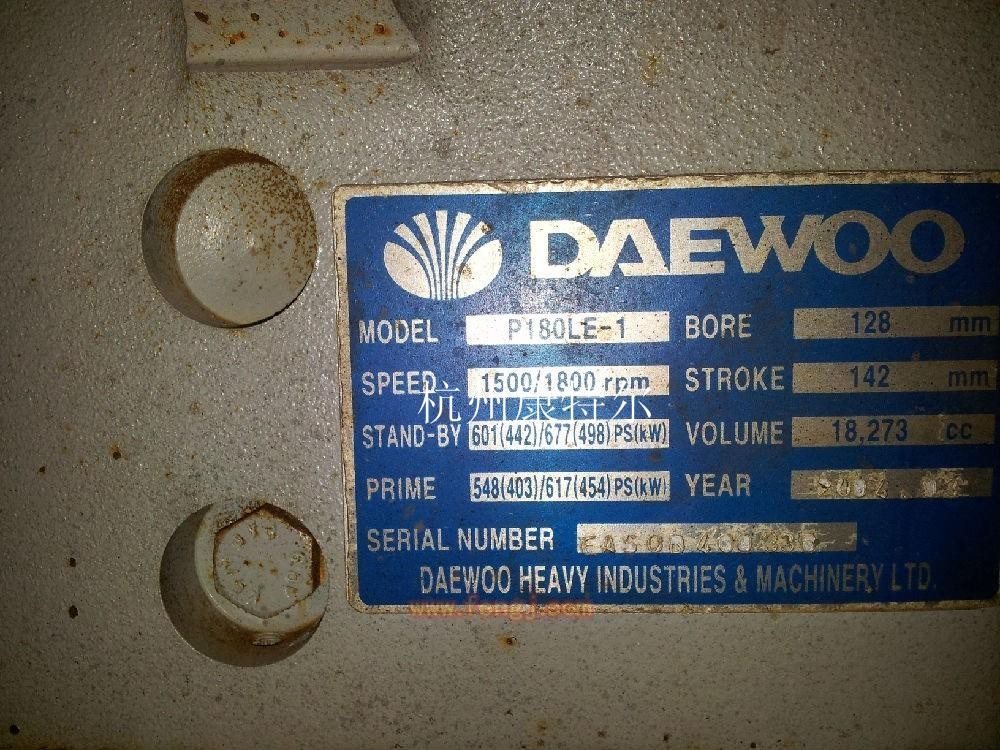 DAEWOO
MODEL P180LE-1 BORE 128 mm
SPEED 1500/1800 rpm STROKE 142 mm
杭州康特尔
STAND-BY 601(442)/677(498) PS(kW) VOLUME 18,273 cc
PRIME 548(403)/617(454) PS(kW) YEAR
SERIAL NUMBER
DAEWOO HEAVY INDUSTRIES & MACHINERY LTD.